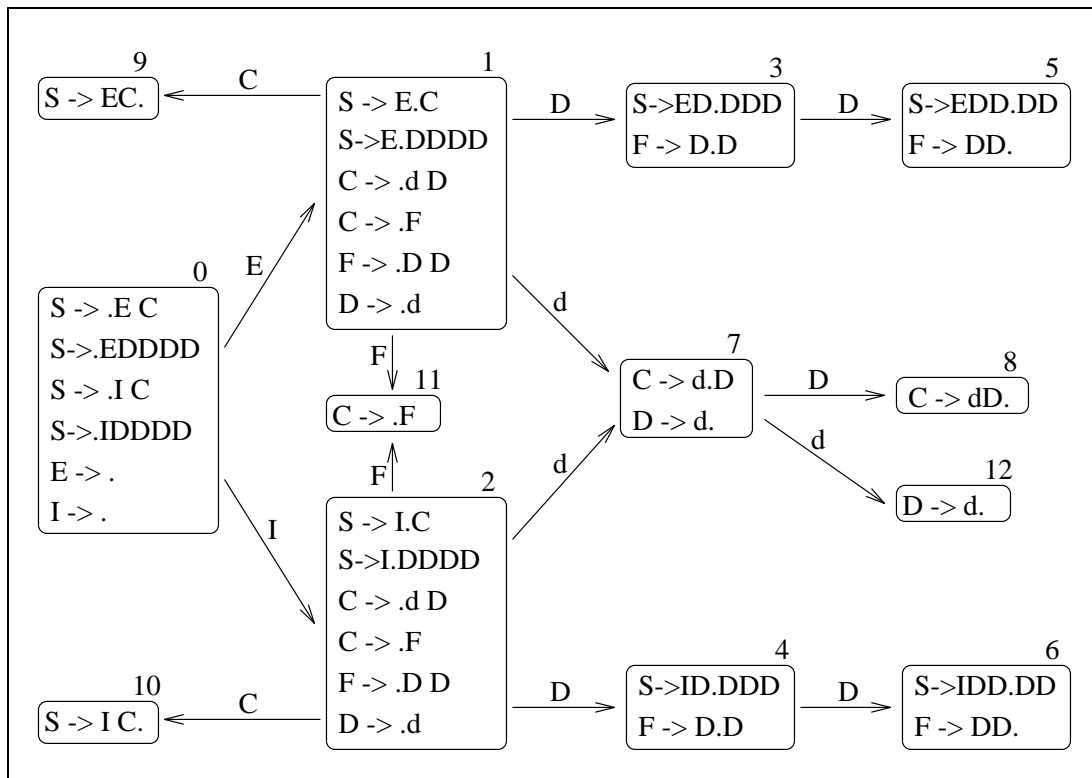 9
S -> EC.
C
1
S -> E.C
S->E.DDDD
C -> .d D
C -> .F
F -> .D D
D -> .d
D
3
S->ED.DDD
F -> D.D
D
5
S->EDD.DD
F -> DD.
0
S -> .E C
S->.EDDDD
S -> .I C
S->.IDDDD
E -> .
I -> .
E
I
F
11
C -> .F
F
d
d
7
C -> d.D
D -> d.
D
8
C -> dD.
d
12
D -> d.
2
S -> I.C
S->I.DDDD
C -> .d D
C -> .F
F -> .D D
D -> .d
10
S -> I C.
C
D
4
S->ID.DDD
F -> D.D
D
6
S->IDD.DD
F -> DD.